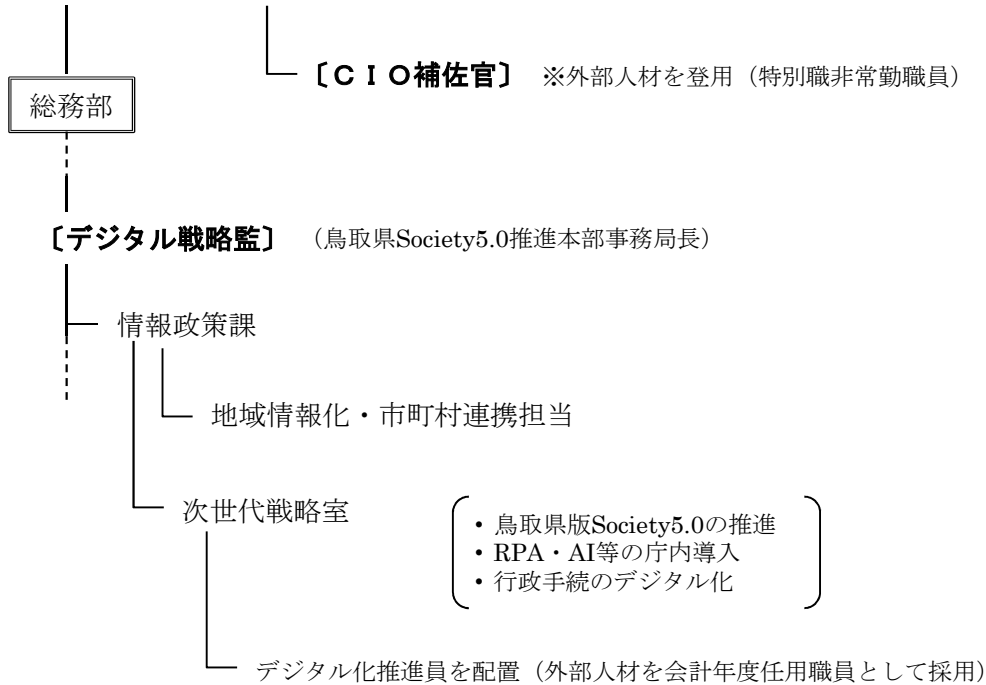 〔ＣＩＯ補佐官〕 ※外部人材を登用（特別職非常勤職員）
総務部
〔デジタル戦略監〕 （鳥取県Society5.0推進本部事務局長）
情報政策課
地域情報化・市町村連携担当
次世代戦略室
・鳥取県版Society5.0の推進
・RPA・AI等の庁内導入
・行政手続のデジタル化
デジタル化推進員を配置（外部人材を会計年度任用職員として採用）